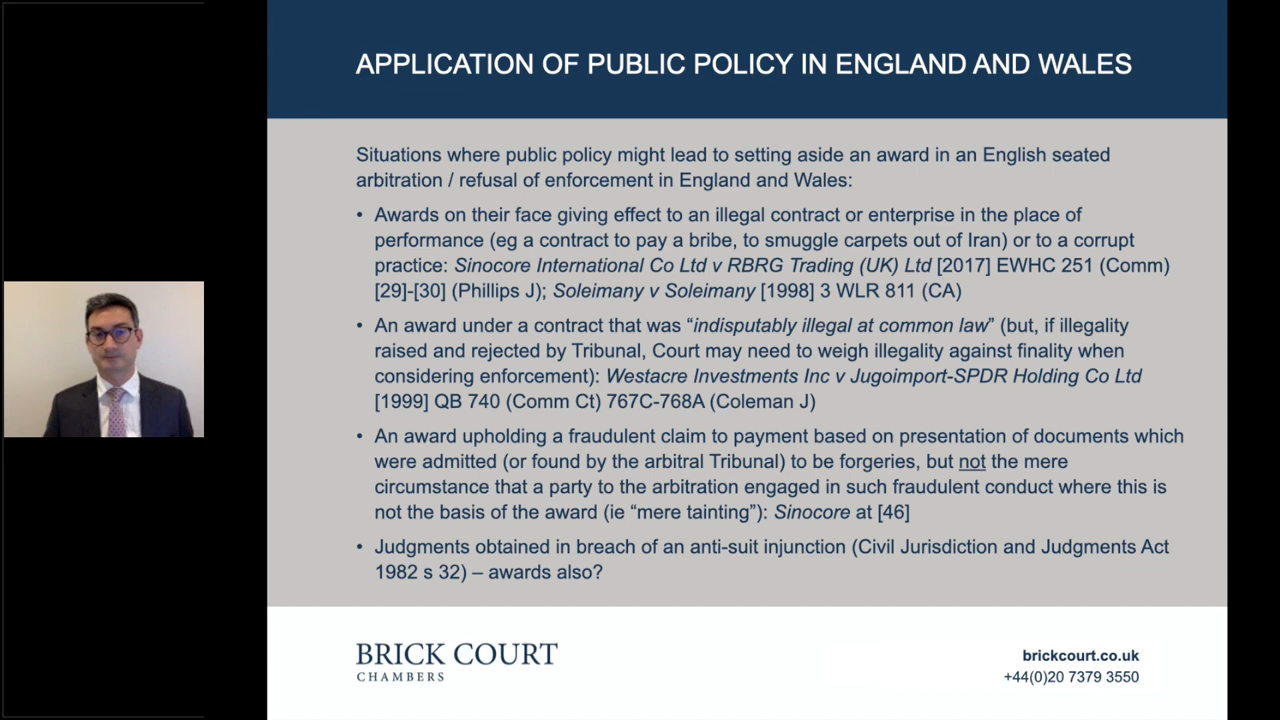 APPLICATION OF PUBLIC POLICY IN ENGLAND AND WALES
Situations where public policy might lead to setting aside an award in an English seated
arbitration / refusal of enforcement in England and Wales:
• Awards on their face giving effect to an illegal contract or enterprise in the place of
performance (eg a contract to pay a bribe, to smuggle carpets out of Iran) or to a corrupt
practice: Sinocore International Co Ltd v RBRG Trading (UK) Ltd [2017] EWHC 251 (Comm)
[29]-[30] (Phillips J); Soleimany v Soleimany [1998] 3 WLR 811 (CA)
• An award under a contract that was “indisputably illegal at common law” (but, if illegality
raised and rejected by Tribunal, Court may need to weigh illegality against finality when
considering enforcement): Westacre Investments Inc v Jugoimport-SPDR Holding Co Ltd
[1999] QB 740 (Comm Ct) 767C-768A (Coleman J)
• An award upholding a fraudulent claim to payment based on presentation of documents which
were admitted (or found by the arbitral Tribunal) to be forgeries, but not the mere
circumstance that a party to the arbitration engaged in such fraudulent conduct where this is
not the basis of the award (ie “mere tainting”): Sinocore at [46]
• Judgments obtained in breach of an anti-suit injunction (Civil Jurisdiction and Judgments Act
1982 s 32) – awards also?
BRICK COURT
CHAMBERS
brickcourt.co.uk
+44(0)20 7379 3550